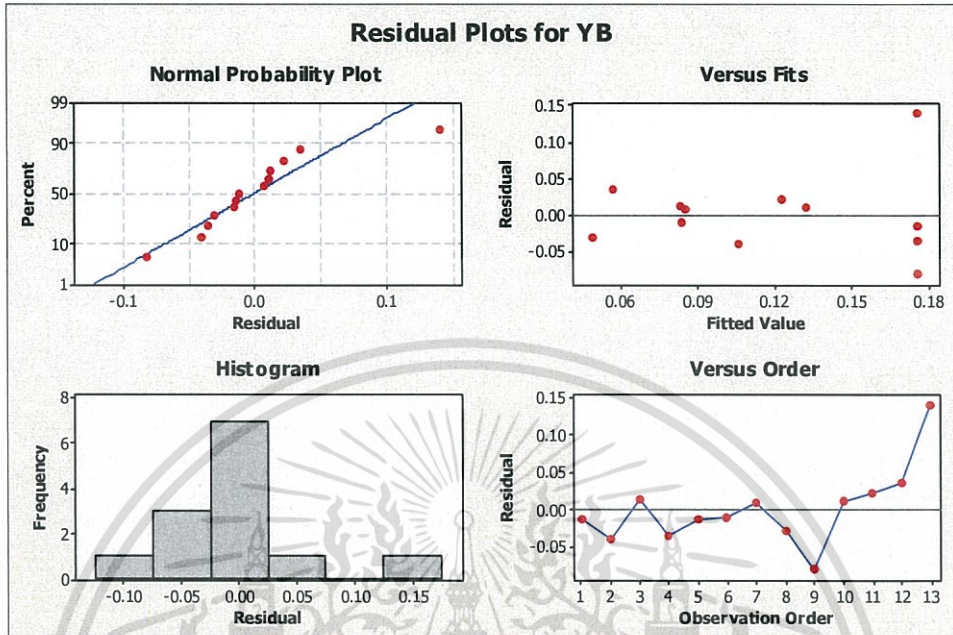 Residual Plots for YB
Normal Probability Plot
99
90
50
10
1
Percent
-0.1 0.0 0.1
Residual
Versus Fits
0.15
0.10
0.05
0.00
-0.05
Residual
0.06 0.09 0.12 0.15 0.18
Fitted Value
Histogram
8
6
4
2
0
Frequency
-0.10 -0.05 0.00 0.05 0.10 0.15
Residual
Versus Order
0.15
0.10
0.05
0.00
-0.05
Residual
1 2 3 4 5 6 7 8 9 10 11 12 13
Observation Order